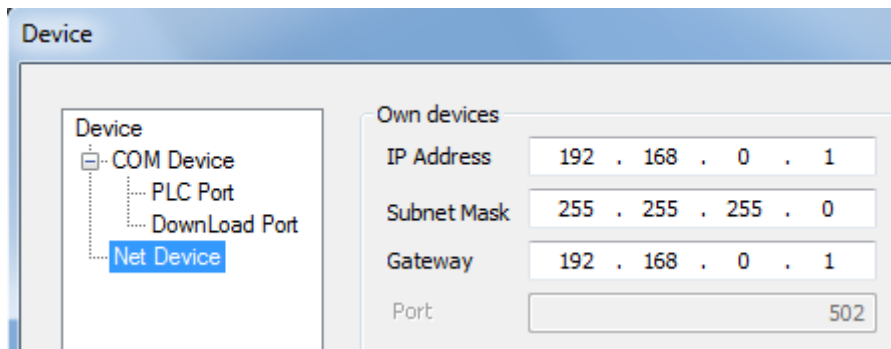 Device
Device
COM Device
PLC Port
DownLoad Port
Net Device
Own devices
IP Address 192 . 168 . 0 . 1
Subnet Mask 255 . 255 . 255 . 0
Gateway 192 . 168 . 0 . 1
Port 502